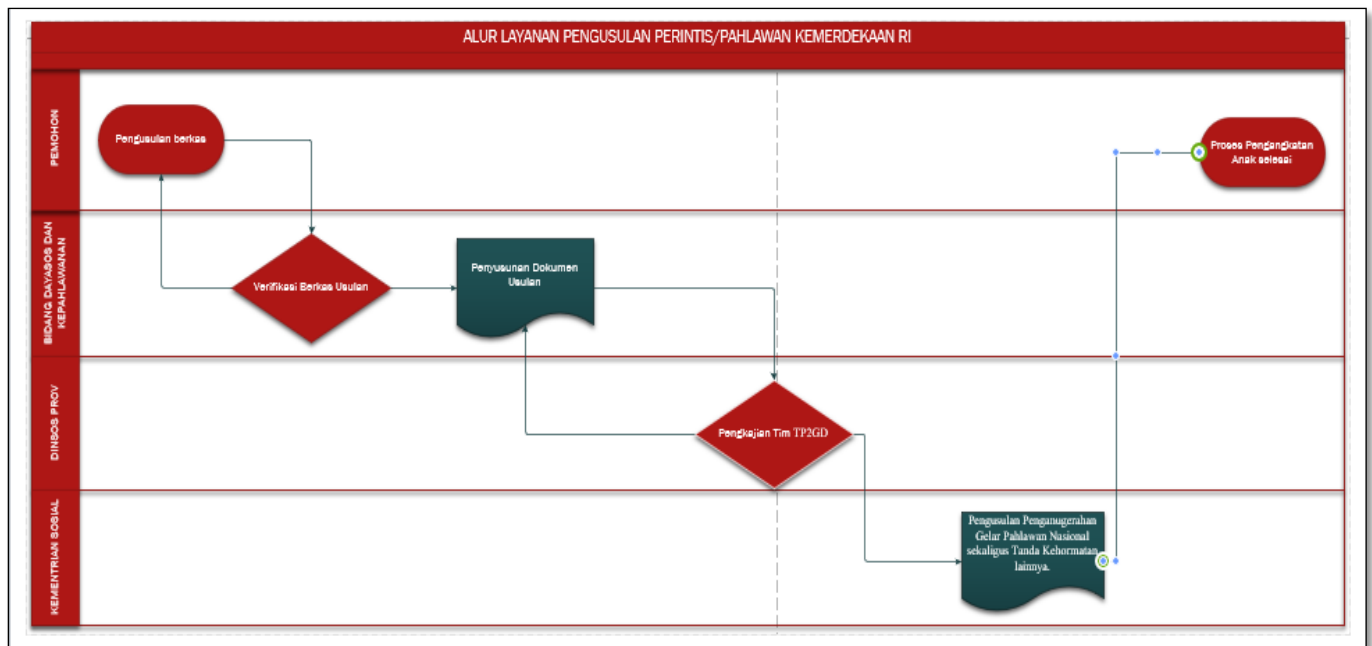 ALUR LAYANAN PENGUSULAN PERINTIS/PAHLAWAN KEMERDEKAAN RI
PEMOHON
Pengusulan berkas
Proses Pengangkatan
Anak selesai
BIDANG DAYASOS DAN
KEPAHLAWANAN
Verifikasi Berkas Usulan
Penyusunan Dokumen
Usulan
DINSOS PROV
Pengkajian Tim TP2GD
KEMENTRIAN SOSIAL
Pengusulan Penganugerahan
Gelar Pahlawan Nasional
sekaligus Tanda Kehormatan
lainnya.